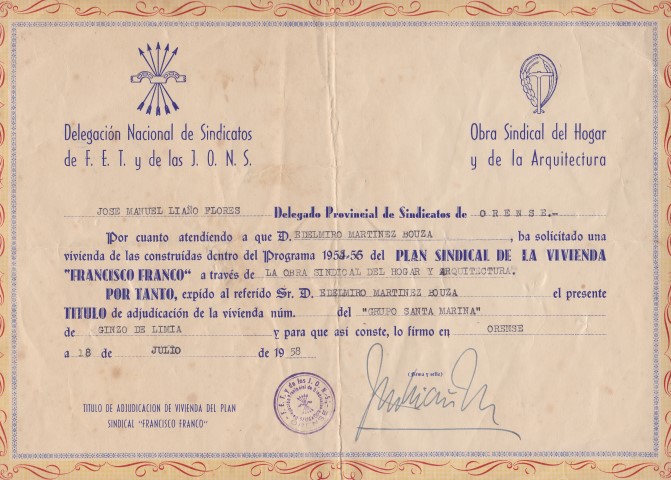 Delegación Nacional de Sindicatos
de F. E. T. y de las J. O. N. S.
Obra Sindical del Hogar
y de la Arquitectura
JOSE MANUEL LIAÑO FLORES Delegado Provincial de Sindicatos de ORENSE.-
Por cuanto atendiendo a que D. EDELMIRO MARTINEZ BOUZA, ha solicitado una
vivienda de las construídas dentro del Programa 1954-56 del PLAN SINDICAL DE LA VIVIENDA
"FRANCISCO FRANCO" a través de LA OBRA SINDICAL DEL HOGAR Y ARQUITECTURA.
POR TANTO, expido al referido Sr. D. EDELMIRO MARTINEZ BOUZA el presente
TITULO de adjudicación de la vivienda núm. del "GRUPO SANTA MARINA"
de GINZO DE LIMIA y para que así conste, lo firmo en ORENSE
a 18 de JULIO de 1958
(firma y sello)
F. E. T. y de las J. O. N. S.
TITULO DE ADJUDICACION DE VIVIENDA DEL PLAN
SINDICAL "FRANCISCO FRANCO"